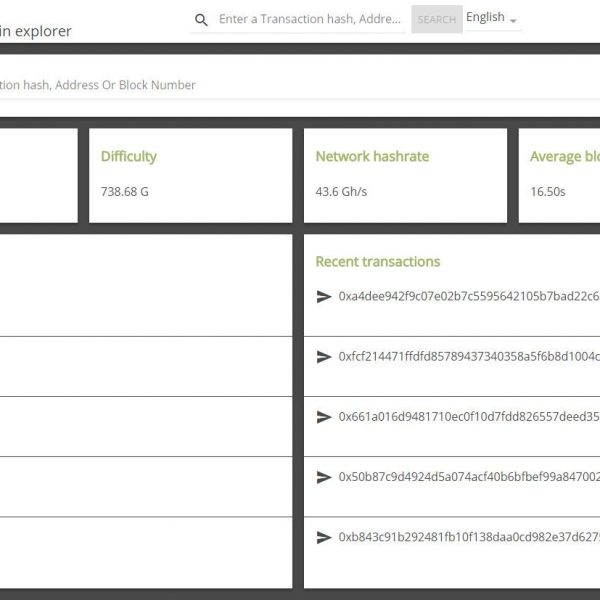 in explorer
Enter a Transaction hash, Addre...
SEARCH
English
tion hash, Address Or Block Number
Difficulty
738.68 G
Network hashrate
43.6 Gh/s
Average blo
16.50s
Recent transactions
0xa4dee942f9c07e02b7c5595642105b7bad22c6
0xfcf214471ffdfd85789437340358a5f6b8d1004c
0x661a016d9481710ec0f10d7fdd826557deed35
0x50b87c9d4924d5a074acf40b6bfbef99a847002
0xb843c91b292481fb10f138daa0cd982e37d627